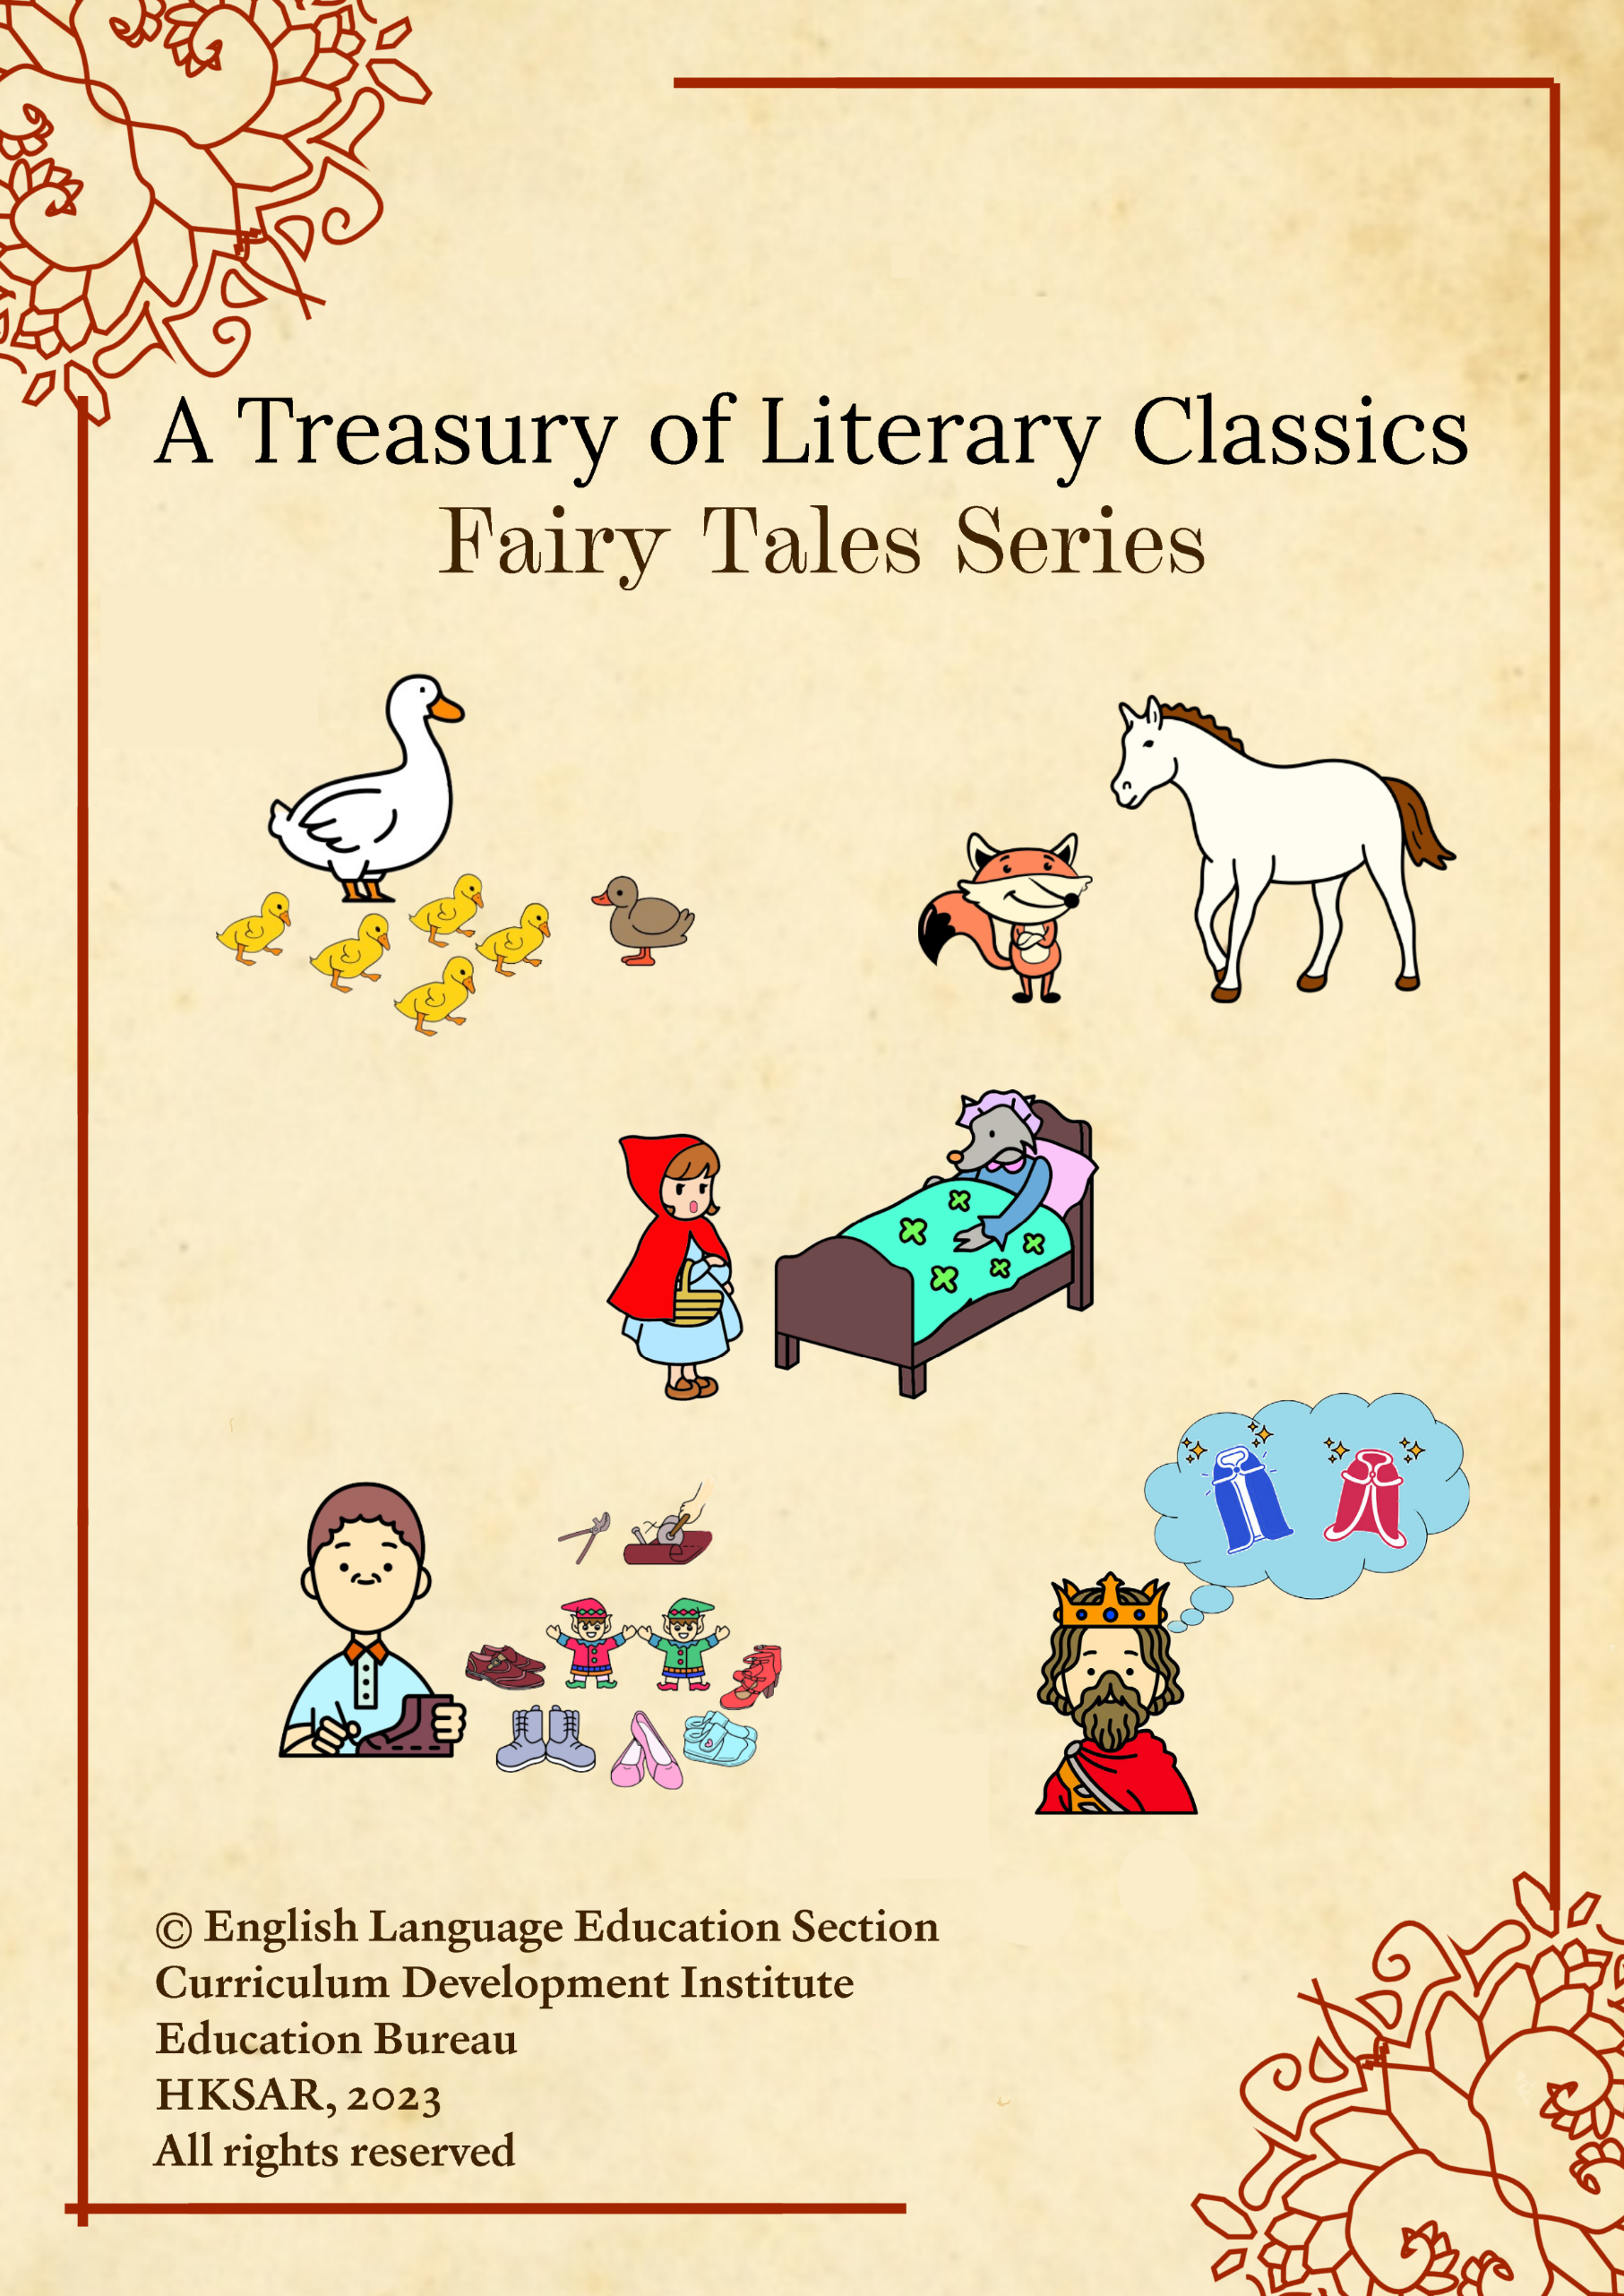 A Treasury of Literary Classics
Fairy Tales Series
© English Language Education Section
Curriculum Development Institute
Education Bureau
HKSAR, 2023
All rights reserved